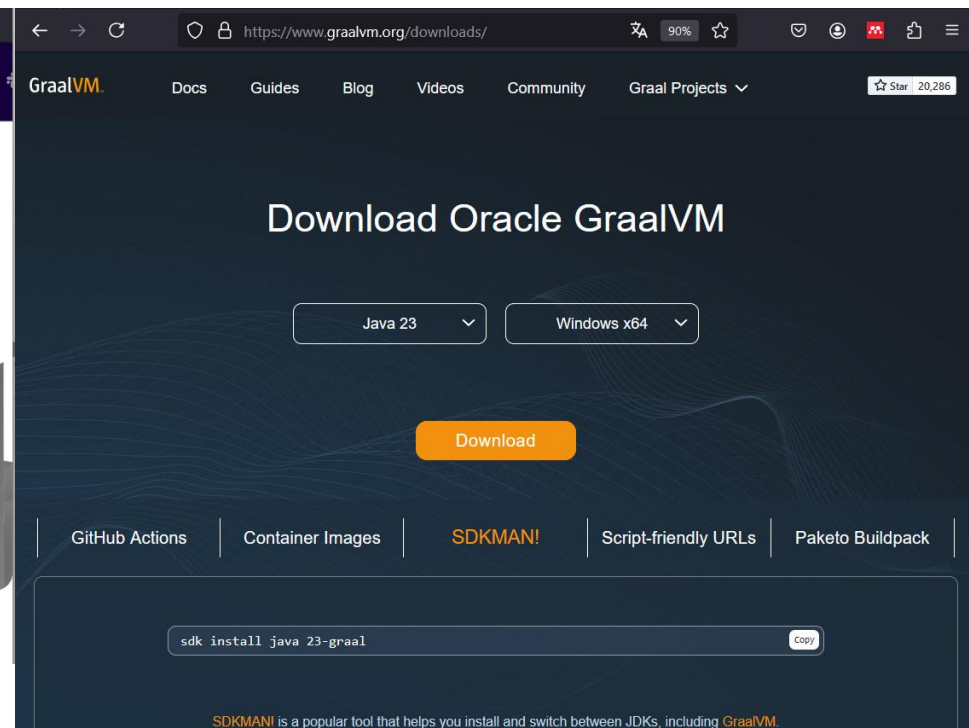 https://www.graalvm.org/downloads/
90%
GraalVM
Docs
Guides
Blog
Videos
Community
Graal Projects
Star 20,286
Download Oracle GraalVM
Java 23
Windows x64
Download
GitHub Actions
Container Images
SDKMAN!
Script-friendly URLs
Paketo Buildpack
sdk install java 23-graal
Copy
SDKMAN! is a popular tool that helps you install and switch between JDKs, including GraalVM.